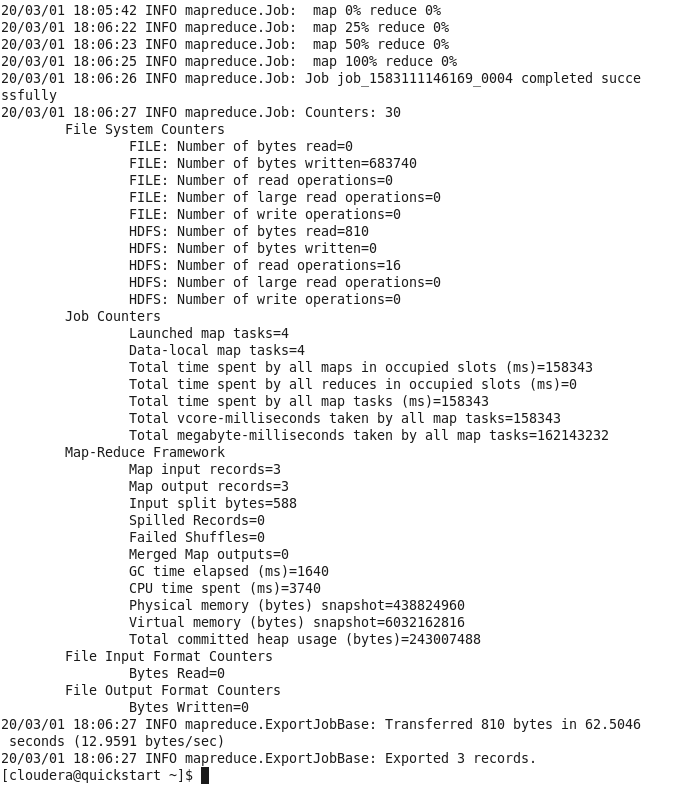 20/03/01 18:05:42 INFO mapreduce.Job:  map 0% reduce 0%
20/03/01 18:06:22 INFO mapreduce.Job:  map 25% reduce 0%
20/03/01 18:06:23 INFO mapreduce.Job:  map 50% reduce 0%
20/03/01 18:06:25 INFO mapreduce.Job:  map 100% reduce 0%
20/03/01 18:06:26 INFO mapreduce.Job: Job job_1583111146169_0004 completed succe
ssfully
20/03/01 18:06:27 INFO mapreduce.Job: Counters: 30
        File System Counters
                FILE: Number of bytes read=0
                FILE: Number of bytes written=683740
                FILE: Number of read operations=0
                FILE: Number of large read operations=0
                FILE: Number of write operations=0
                HDFS: Number of bytes read=810
                HDFS: Number of bytes written=0
                HDFS: Number of read operations=16
                HDFS: Number of large read operations=0
                HDFS: Number of write operations=0
        Job Counters
                Launched map tasks=4
                Data-local map tasks=4
                Total time spent by all maps in occupied slots (ms)=158343
                Total time spent by all reduces in occupied slots (ms)=0
                Total time spent by all map tasks (ms)=158343
                Total vcore-milliseconds taken by all map tasks=158343
                Total megabyte-milliseconds taken by all map tasks=162143232
        Map-Reduce Framework
                Map input records=3
                Map output records=3
                Input split bytes=588
                Spilled Records=0
                Failed Shuffles=0
                Merged Map outputs=0
                GC time elapsed (ms)=1640
                CPU time spent (ms)=3740
                Physical memory (bytes) snapshot=438824960
                Virtual memory (bytes) snapshot=6032162816
                Total committed heap usage (bytes)=243007488
        File Input Format Counters
                Bytes Read=0
        File Output Format Counters
                Bytes Written=0
20/03/01 18:06:27 INFO mapreduce.ExportJobBase: Transferred 810 bytes in 62.5046
 seconds (12.9591 bytes/sec)
20/03/01 18:06:27 INFO mapreduce.ExportJobBase: Exported 3 records.
[cloudera@quickstart ~]$